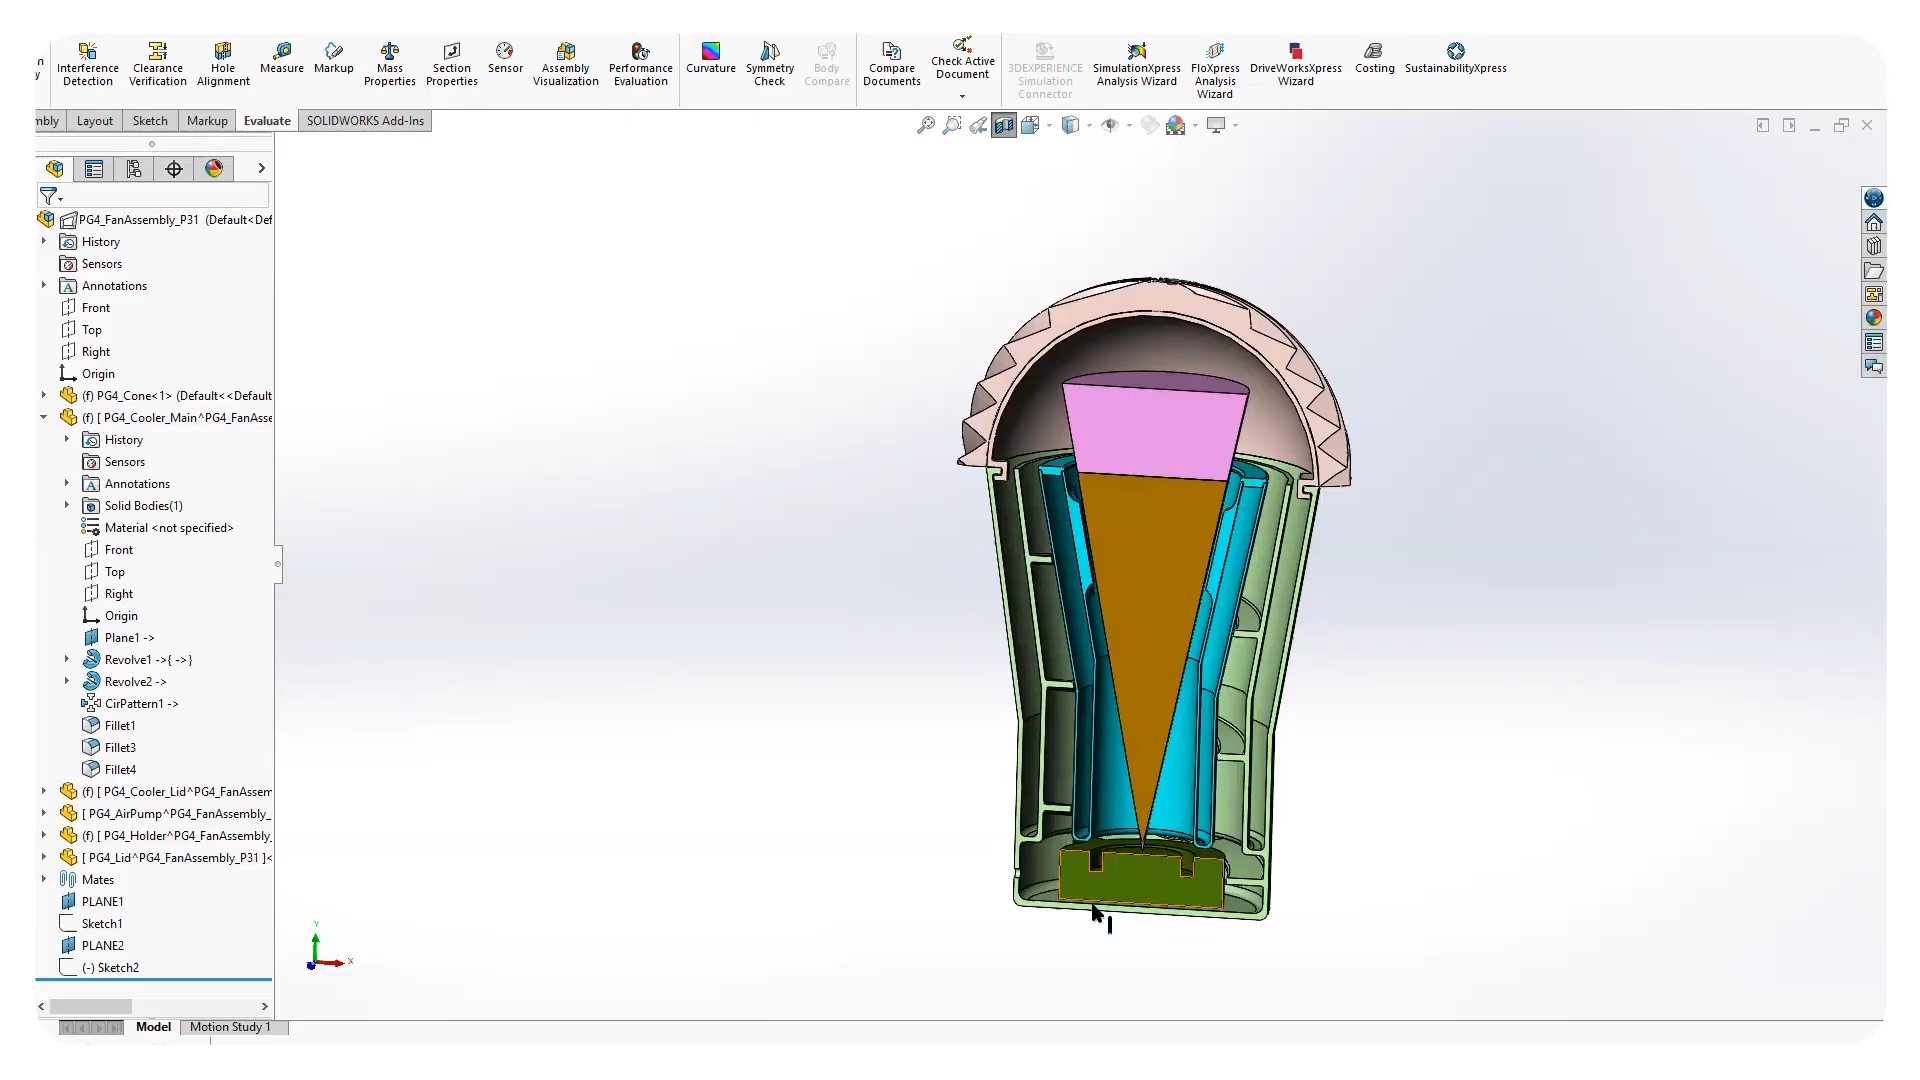 n
y
Interference
Detection
Clearance
Verification
Hole
Alignment
Measure
Markup
Mass
Properties
Section
Properties
Sensor
Assembly
Visualization
Performance
Evaluation
Curvature
Symmetry
Check
Body
Compare
Compare
Documents
Check Active
Document
3DEXPERIENCE
Simulation
Connector
SimulationXpress
Analysis Wizard
FloXpress
Analysis
Wizard
DriveWorksXpress
Wizard
Costing
SustainabilityXpress
mbly
Layout
Sketch
Markup
Evaluate
SOLIDWORKS Add-Ins
PG4_FanAssembly_P31 (Default<Def
History
Sensors
Annotations
Front
Top
Right
Origin
(f) PG4_Cone<1> (Default<<Default
(f) [ PG4_Cooler_Main^PG4_FanAsse
History
Sensors
Annotations
Solid Bodies(1)
Material <not specified>
Front
Top
Right
Origin
Plane1 ->
Revolve1 ->{ ->}
Revolve2 ->
CirPattern1 ->
Fillet1
Fillet3
Fillet4
(f) [ PG4_Cooler_Lid^PG4_FanAssem
[ PG4_AirPump^PG4_FanAssembly_
(f) [ PG4_Holder^PG4_FanAssembly_
[ PG4_Lid^PG4_FanAssembly_P31 ]<
Mates
PLANE1
Sketch1
PLANE2
(-) Sketch2
Y
X
Model
Motion Study 1